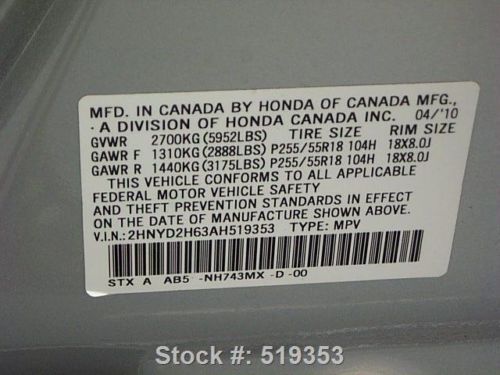 MFD. IN CANADA BY HONDA OF CANADA MFG.,
A DIVISION OF HONDA CANADA INC. 04/'10
GVWR 2700KG(5952LBS) TIRE SIZE RIM SIZE
GAWR F 1310KG(2888LBS) P255/55R18 104H 18X8.0J
GAWR R 1440KG(3175LBS) P255/55R18 104H 18X8.0J
THIS VEHICLE CONFORMS TO ALL APPLICABLE
FEDERAL MOTOR VEHICLE SAFETY
AND THEFT PREVENTION STANDARDS IN EFFECT
ON THE DATE OF MANUFACTURE SHOWN ABOVE.
V.I.N.:2HNYD2H63AH519353 TYPE: MPV
STX A AB5 -NH743MX -D -00
Stock #: 519353